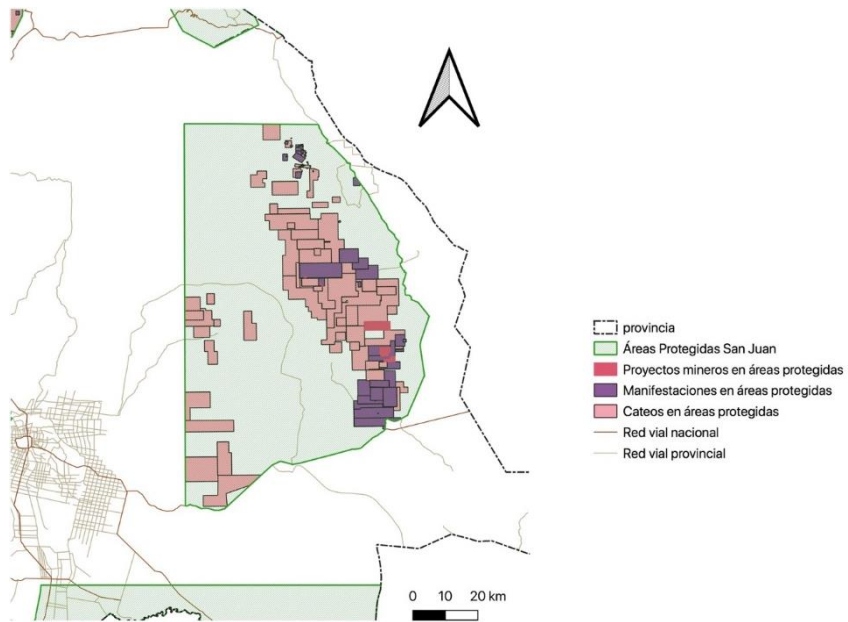 provincia
Áreas Protegidas San Juan
Proyectos mineros en áreas protegidas
Manifestaciones en áreas protegidas
Cateos en áreas protegidas
Red vial nacional
Red vial provincial
0 10 20 km